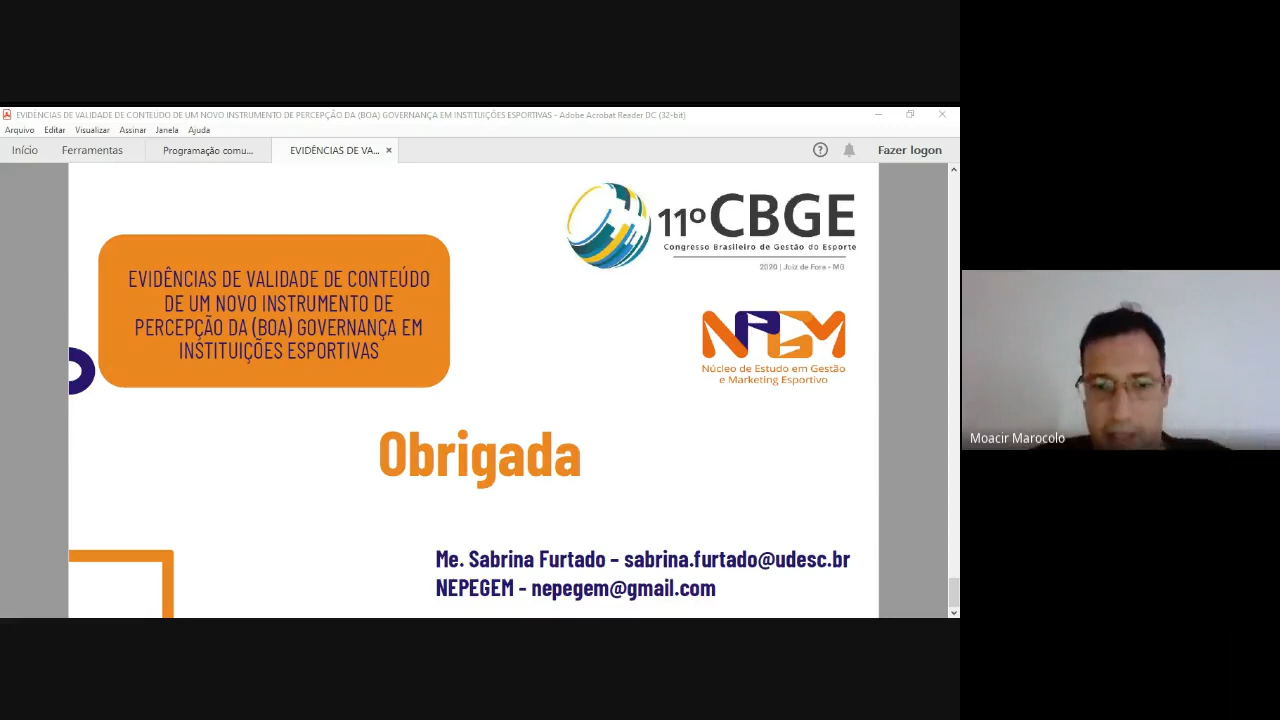 EVIDENCIAS DE VALIDADE DE CONTEÚDO DE UM NOVO INSTRUMENTO DE PERCEPÇÃO DA (BOA) GOVERNANÇA EM INSTITUIÇÕES ESPORTIVAS - Adobe Acrobat Reader DC (32-bit)
Arquivo Editar Visualizar Assinar Janela Ajuda
Início Ferramentas Programação comu... EVIDÊNCIAS DE VA... × ? Fazer logon
11º CBGE
Congresso Brasileiro de Gestão do Esporte
2020 | Juiz de Fora - MG
EVIDÊNCIAS DE VALIDADE DE CONTEÚDO
DE UM NOVO INSTRUMENTO DE
PERCEPÇÃO DA (BOA) GOVERNANÇA EM
INSTITUIÇÕES ESPORTIVAS
Núcleo de Estudo em Gestão
e Marketing Esportivo
Obrigada
Me. Sabrina Furtado - sabrina.furtado@udesc.br
NEPEGEM - nepegem@gmail.com
Moacir Marocolo